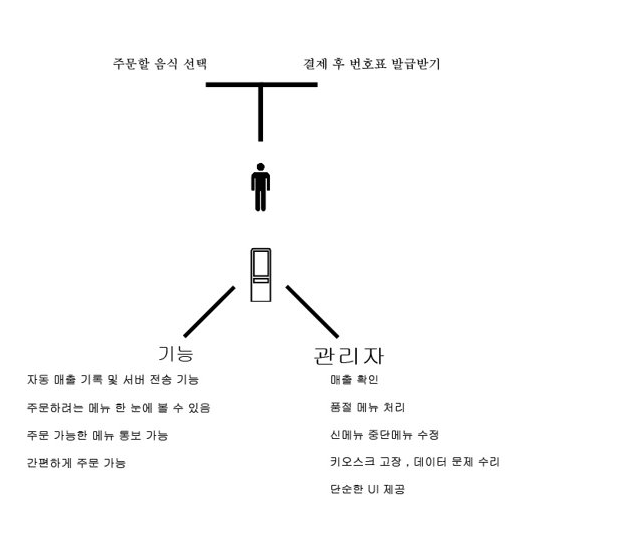 주문할 음식 선택
결제 후 번호표 발급받기
기능
자동 매출 기록 및 서버 전송 기능
주문하려는 메뉴 한 눈에 볼 수 있음
주문 가능한 메뉴 통보 가능
간편하게 주문 가능
관리자
매출 확인
품절 메뉴 처리
신메뉴 중단메뉴 수정
키오스크 고장 , 데이터 문제 수리
단순한 UI 제공